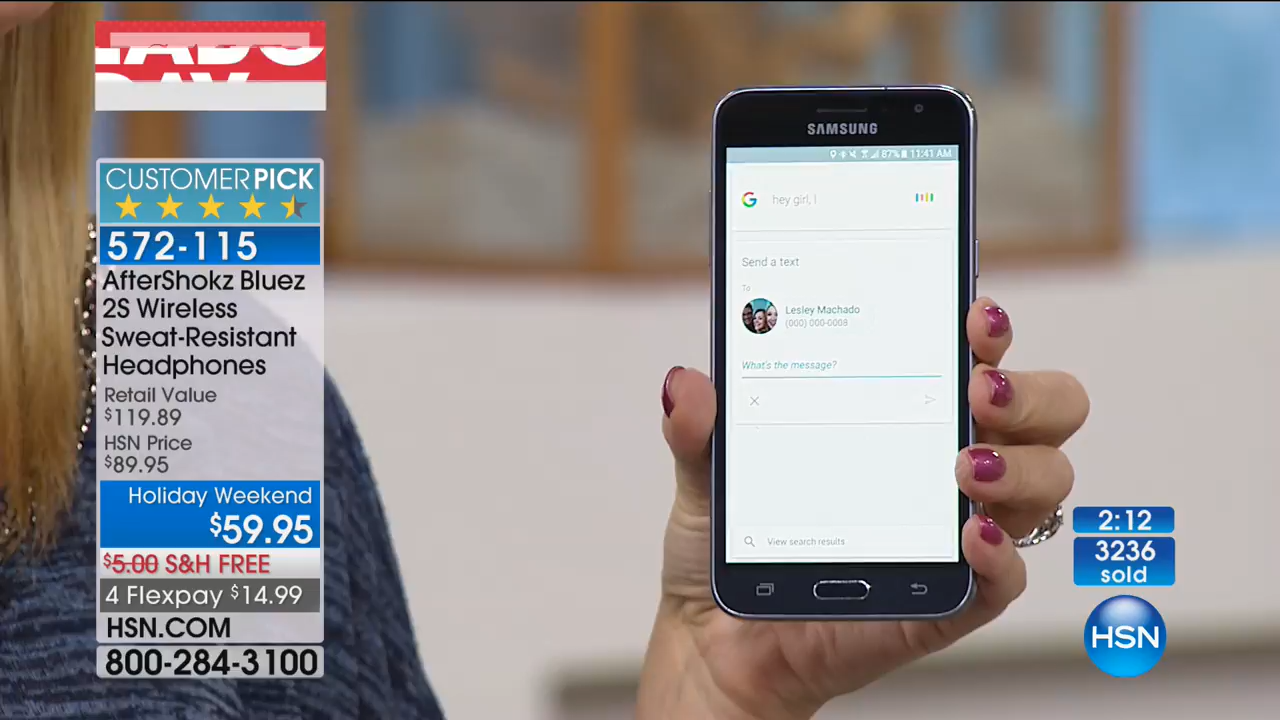 CUSTOMER PICK
572-115
AfterShokz Bluez
2S Wireless
Sweat-Resistant
Headphones
Retail Value
$119.89
HSN Price
$89.95
Holiday Weekend
$59.95
$5.00 S&H FREE
4 Flexpay $14.99
HSN.COM
800-284-3100
SAMSUNG
87% 11:41 AM
hey girl, I
Send a text
To
Lesley Machado
(000) 000-0003
What's the message?
View search results
2:12
3236
sold
HSN